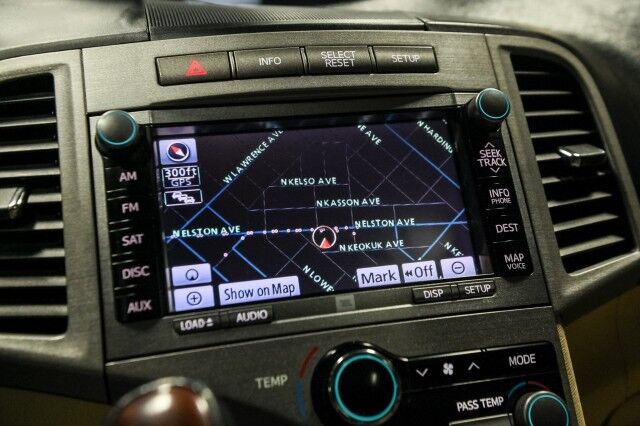 INFO
SELECT
RESET
SETUP
AM
FM
SAT
DISC
AUX
LOAD
AUDIO
300ft
GPS
W LAWRENCE AVE
AVE
N HARDING
N KELSO AVE
N KASSON AVE
N ELSTON AVE
N ELSTON AVE
N KEOKUK AVE
N LOWE
N KF
Show on Map
Mark
Off
JBL
DISP
SETUP
SEEK
TRACK
INFO
PHONE
DEST
MAP
VOICE
TEMP
MODE
PASS TEMP